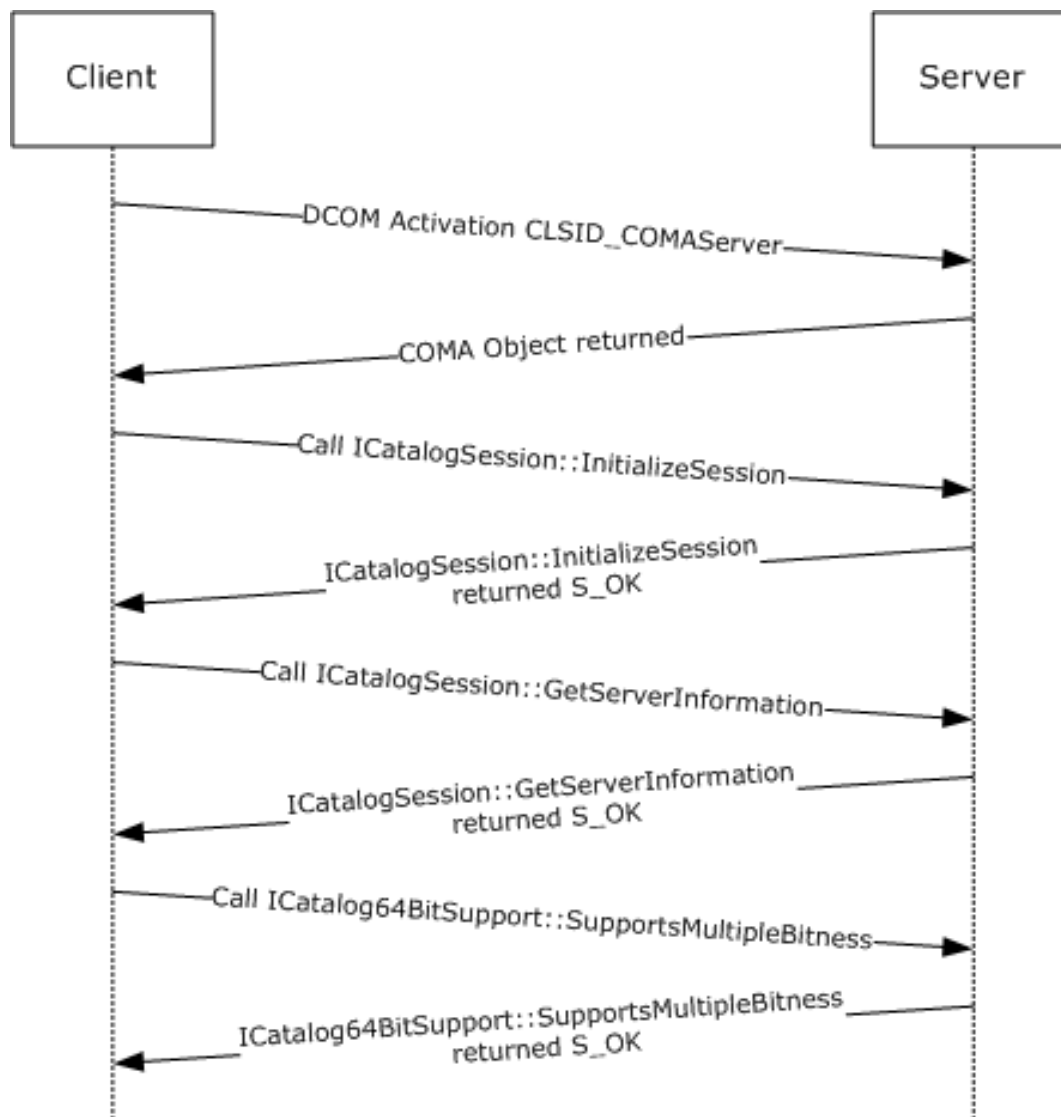 Client
Server
DCOM Activation CLSID_COMAServer
COMA Object returned
Call ICatalogSession::InitializeSession
ICatalogSession::InitializeSession
returned S_OK
Call ICatalogSession::GetServerInformation
ICatalogSession::GetServerInformation
returned S_OK
Call ICatalog64BitSupport::SupportsMultipleBitness
ICatalog64BitSupport::SupportsMultipleBitness
returned S_OK